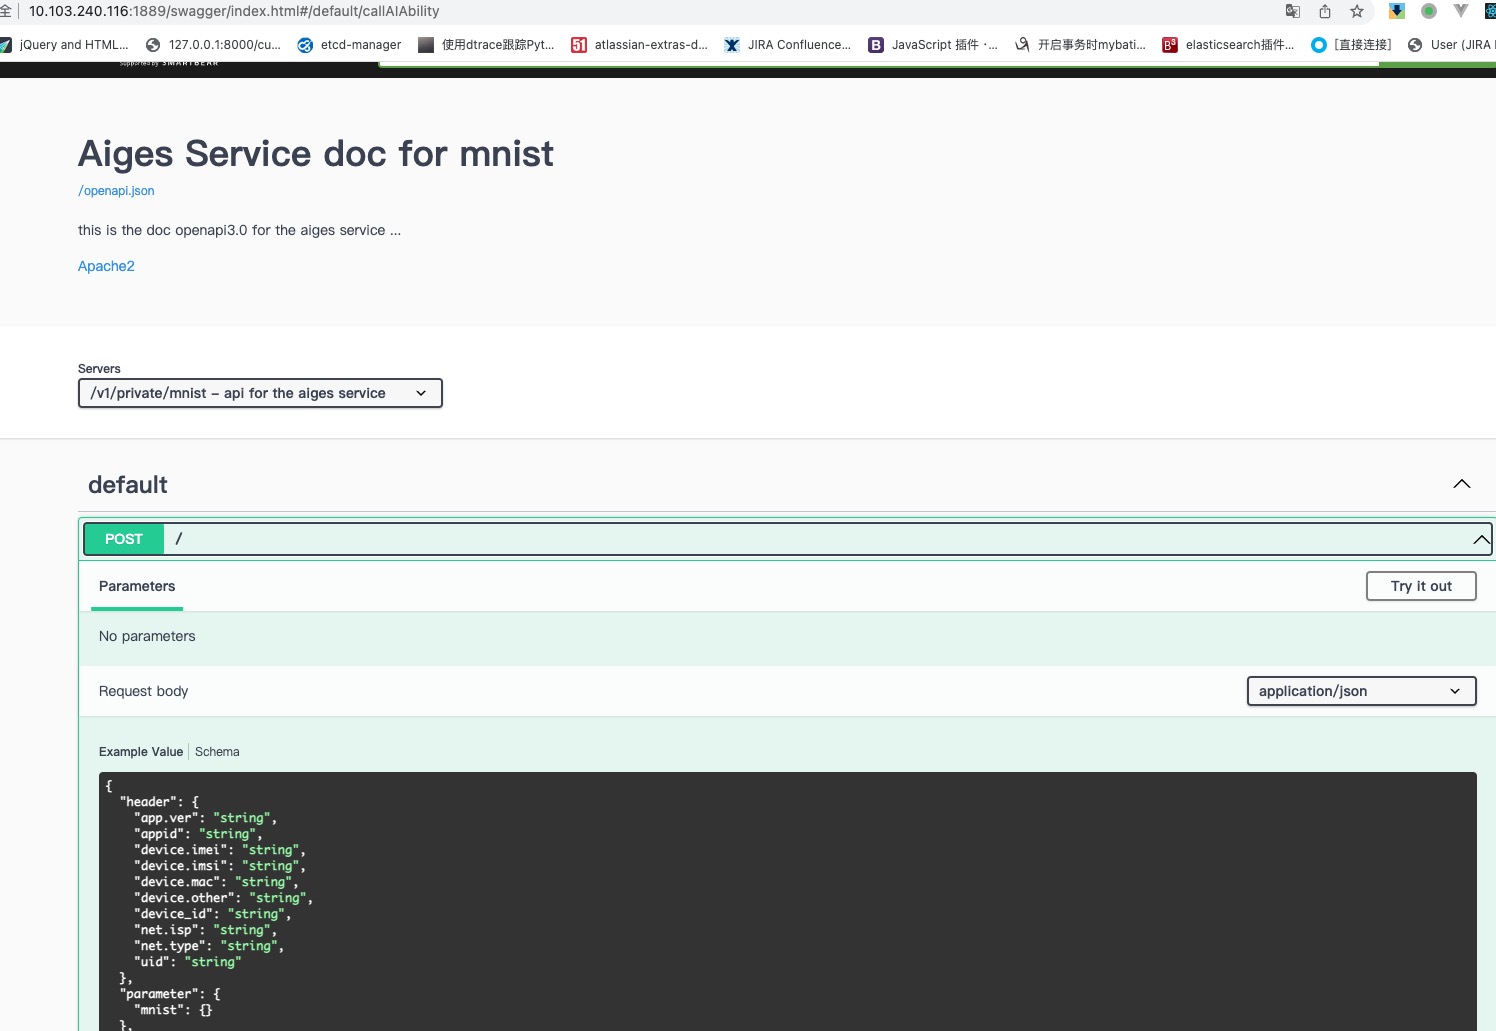 全 10.103.240.116:1889/swagger/index.html#/default/callAIAbility
jQuery and HTML... 127.0.0.1:8000/cu... etcd-manager 使用dtrace跟踪Pyt... 51 atlassian-extras-d... JIRA Confluence... B JavaScript 插件 · ... 开启事务时mybati... B³ elasticsearch插件... [直接连接] User (JIRA
Supported by SMARTBEAR
Aiges Service doc for mnist
/openapi.json
this is the doc openapi3.0 for the aiges service ...
Apache2
Servers
/v1/private/mnist – api for the aiges service
default
POST /
Parameters Try it out
No parameters
Request body application/json
Example Value Schema
{
"header": {
"app.ver": "string",
"appid": "string",
"device.imei": "string",
"device.imsi": "string",
"device.mac": "string",
"device.other": "string",
"device_id": "string",
"net.isp": "string",
"net.type": "string",
"uid": "string"
},
"parameter": {
"mnist": {}
},